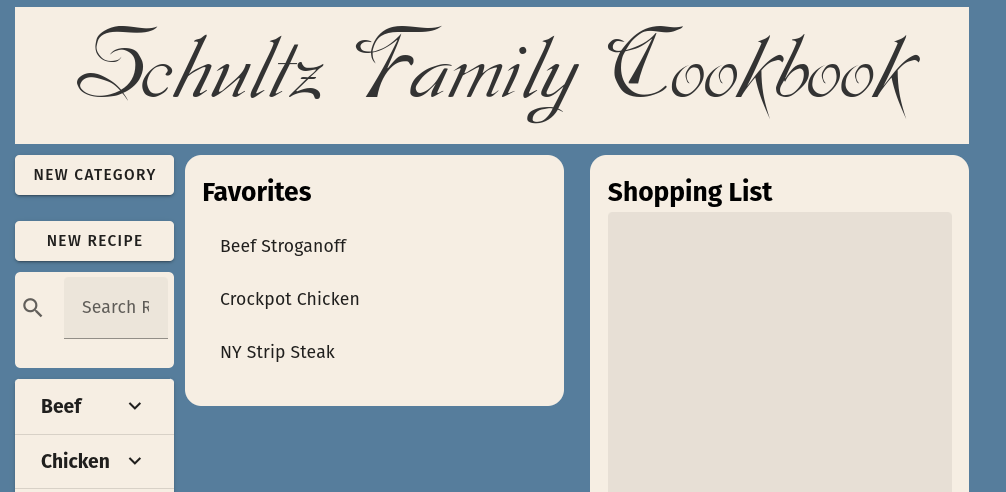 Schultz Family Cookbook
NEW CATEGORY
NEW RECIPE
Search R
Beef
Chicken
Favorites
Beef Stroganoff
Crockpot Chicken
NY Strip Steak
Shopping List